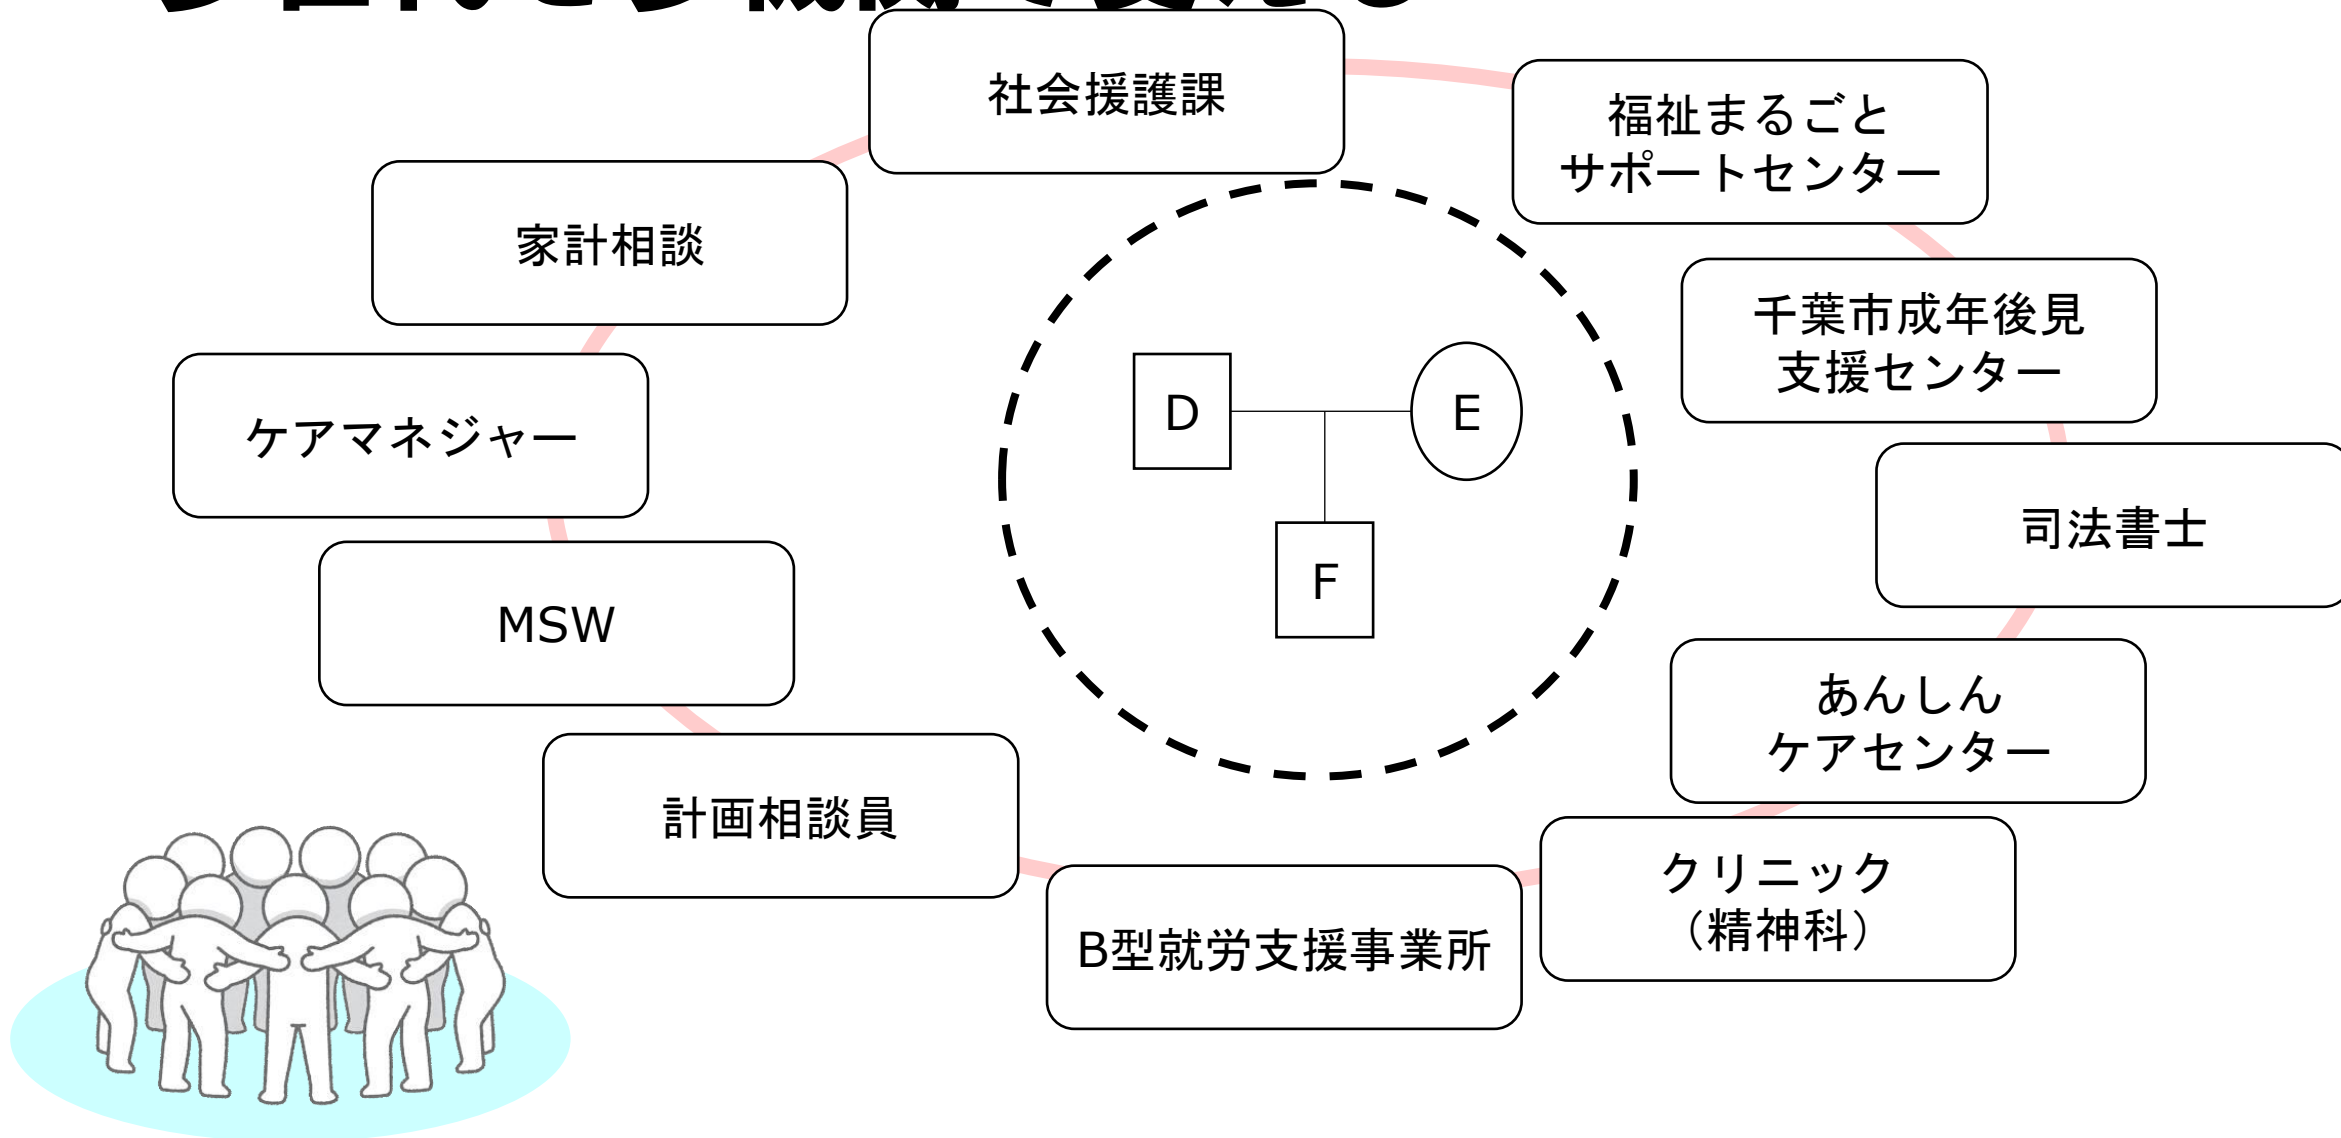 社会援護課
福祉まるごと
サポートセンター
家計相談
千葉市成年後見
支援センター
ケアマネジャー
D
E
司法書士
F
MSW
あんしん
ケアセンター
計画相談員
クリニック
（精神科）
B型就労支援事業所